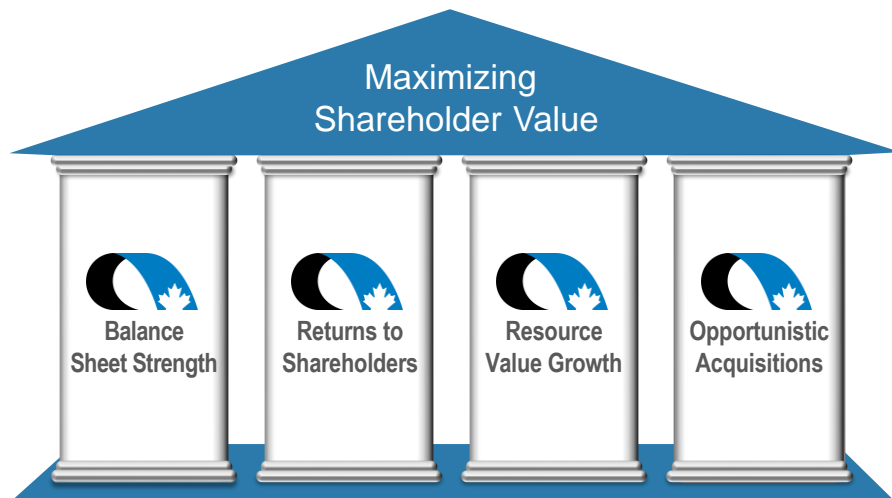 Maximizing
Shareholder Value
Balance
Sheet Strength
Returns to
Shareholders
Resource
Value Growth
Opportunistic
Acquisitions